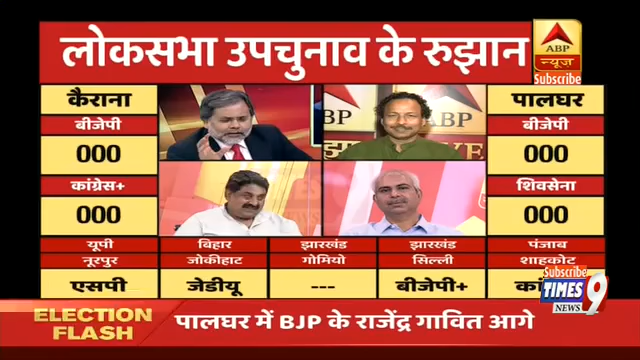 लोकसभा उपचुनाव के रुझान
ABP
न्यूज़
Subscribe
कैराना
बीजेपी
000
कांग्रेस+
000
पालघर
बीजेपी
000
शिवसेना
000
ABP
यूपी बिहार झारखंड झारखंड पंजाब
नूरपुर जोकीहाट गोमियो सिल्ली शाहकोट
एसपी जेडीयू --- बीजेपी+
Subscribe
TIMES 9
NEWS
ELECTION
FLASH
पालघर में BJP के राजेंद्र गावित आगे